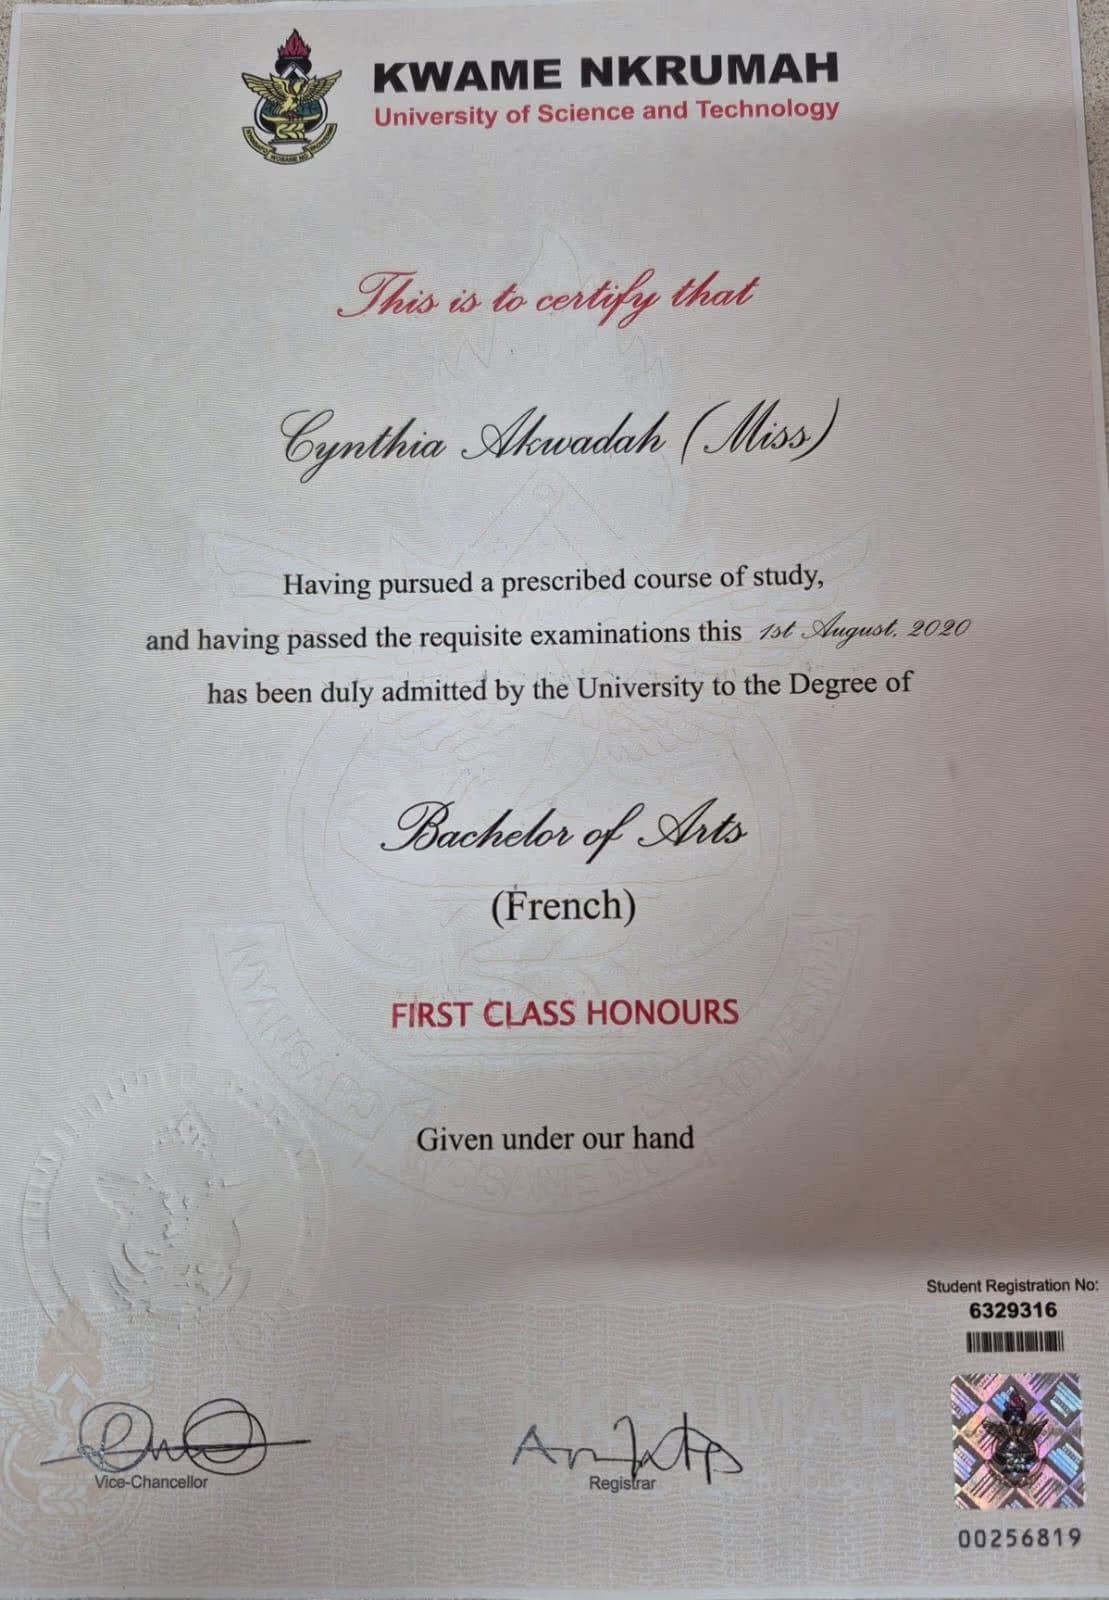 KWAME NKRUMAH
University of Science and Technology
This is to certify that
Cynthia Akwadah (Miss)
Having pursued a prescribed course of study,
and having passed the requisite examinations this 1st August, 2020
has been duly admitted by the University to the Degree of
Bachelor of Arts
(French)
FIRST CLASS HONOURS
Given under our hand
Student Registration No:
6329316
Vice-Chancellor
Registrar
00256819